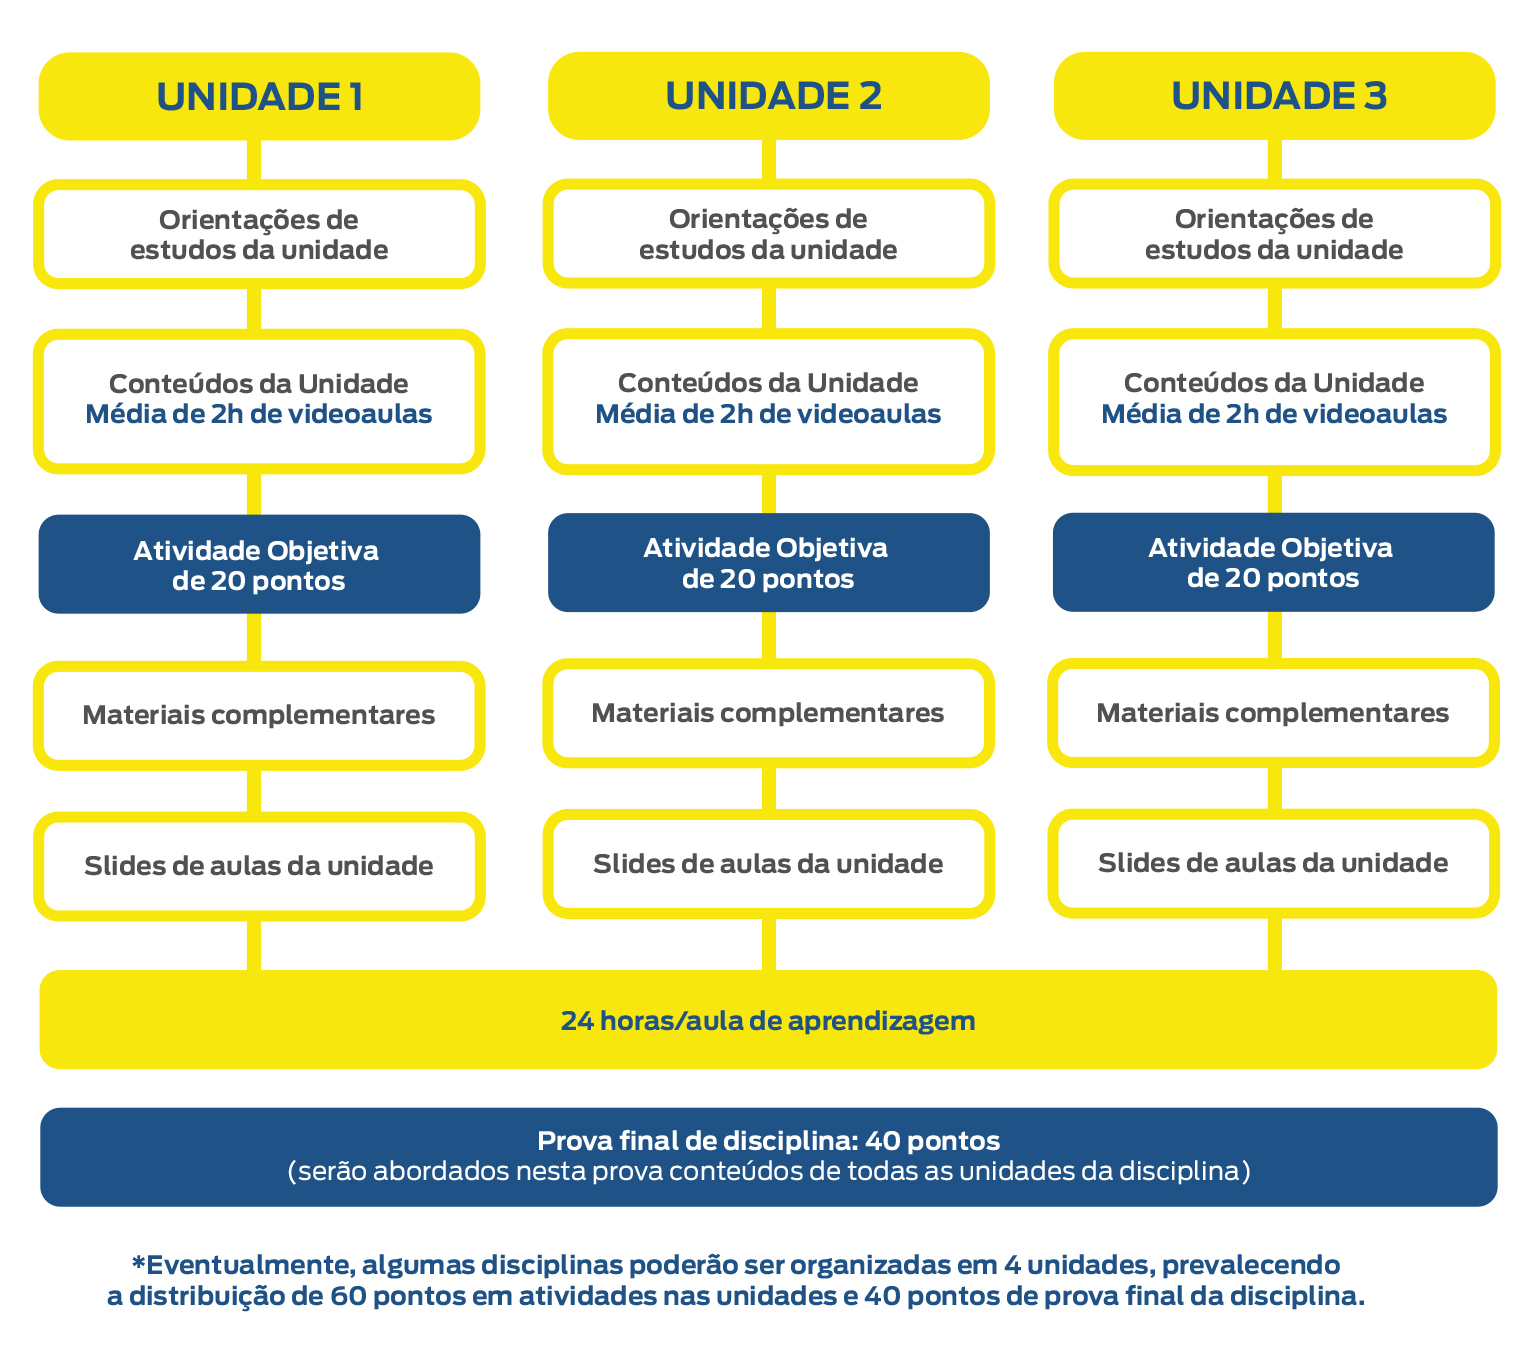 UNIDADE 1
Orientações de
estudos da unidade
Conteúdos da Unidade
Média de 2h de videoaulas
Atividade Objetiva
de 20 pontos
Materiais complementares
Slides de aulas da unidade
UNIDADE 2
Orientações de
estudos da unidade
Conteúdos da Unidade
Média de 2h de videoaulas
Atividade Objetiva
de 20 pontos
Materiais complementares
Slides de aulas da unidade
UNIDADE 3
Orientações de
estudos da unidade
Conteúdos da Unidade
Média de 2h de videoaulas
Atividade Objetiva
de 20 pontos
Materiais complementares
Slides de aulas da unidade
24 horas/aula de aprendizagem
Prova final de disciplina: 40 pontos
(serão abordados nesta prova conteúdos de todas as unidades da disciplina)
*Eventualmente, algumas disciplinas poderão ser organizadas em 4 unidades, prevalecendo
a distribuição de 60 pontos em atividades nas unidades e 40 pontos de prova final da disciplina.